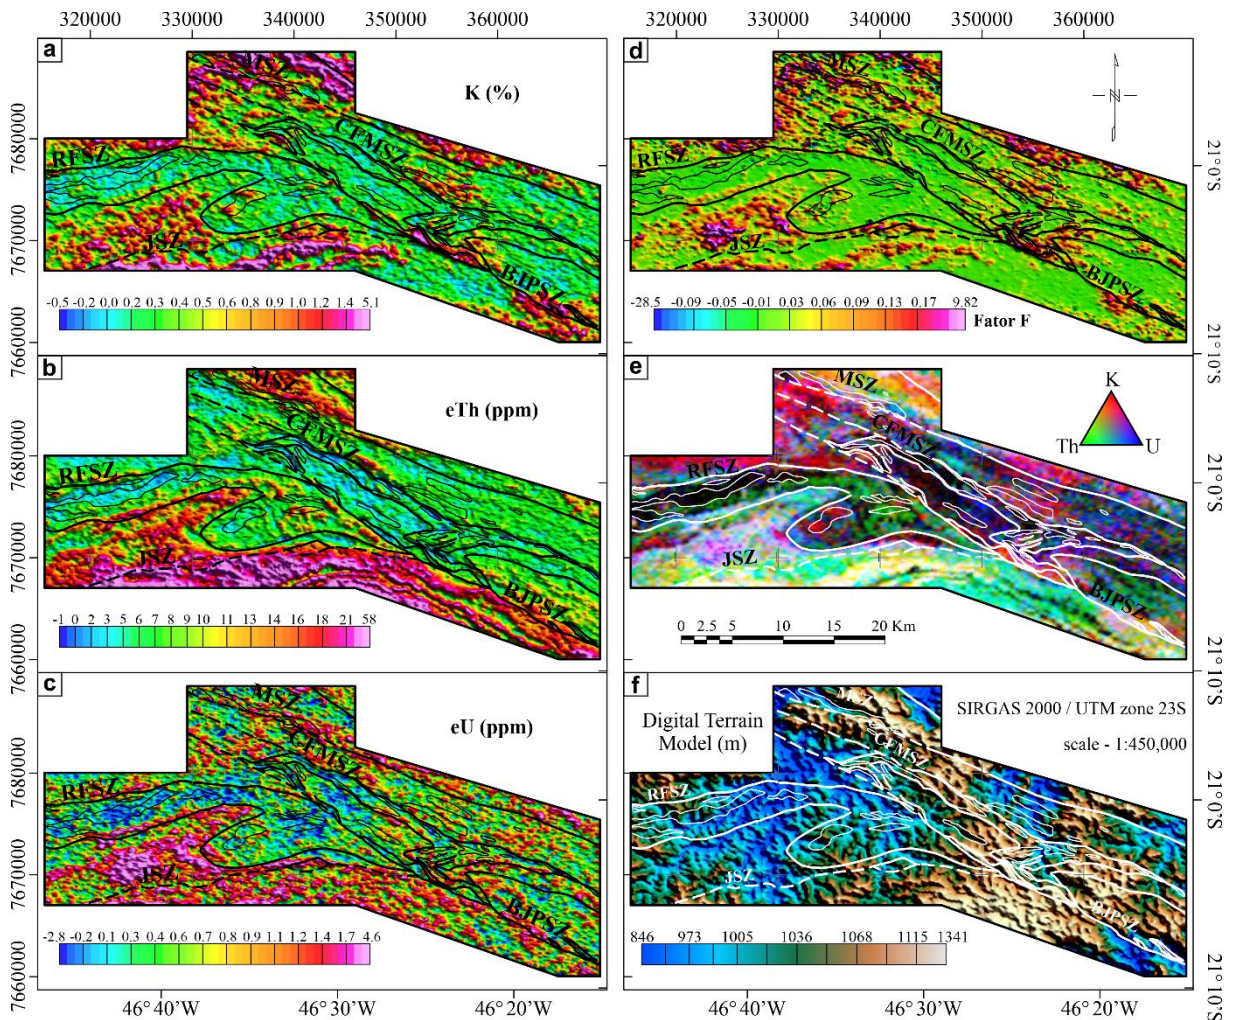 320000 330000 340000 350000 360000
320000 330000 340000 350000 360000
a
MSZ
K (%)
CFMSZ
RFSZ
JSZ
BJPSZ
-0.5 -0.2 0.0 0.2 0.3 0.4 0.5 0.6 0.8 0.9 1.0 1.2 1.4 5.1
7680000
7670000
7660000
d
MSZ
N
CFMSZ
RFSZ
JSZ
BJPSZ
-28.5 -0.09 -0.05 -0.01 0.03 0.06 0.09 0.13 0.17 9.82
Fator F
21°0'S
21°10'S
b
MSZ
eTh (ppm)
CFMSZ
RFSZ
JSZ
BJPSZ
-1 0 2 3 5 7 8 10 11 13 14 16 18 21 58
7680000
7670000
7660000
e
MSZ
K
Th U
CFMSZ
RFSZ
JSZ
BJPSZ
0 2.5 5 10 15 20 Km
21°0'S
21°10'S
c
MSZ
eU (ppm)
CFMSZ
RFSZ
JSZ
BJPSZ
-2.8 -0.2 0.1 0.3 0.5 0.6 0.7 0.8 0.9 1.1 1.2 1.4 1.7 4.6
7680000
7670000
7660000
f
Digital Terrain
Model (m)
SIRGAS 2000 / UTM zone 23S
scale - 1:450,000
CFMSZ
RFSZ
JSZ
BJPSZ
846 973 1005 1036 1068 1115 1341
21°0'S
21°10'S
46°40'W 46°30'W 46°20'W
46°40'W 46°30'W 46°20'W